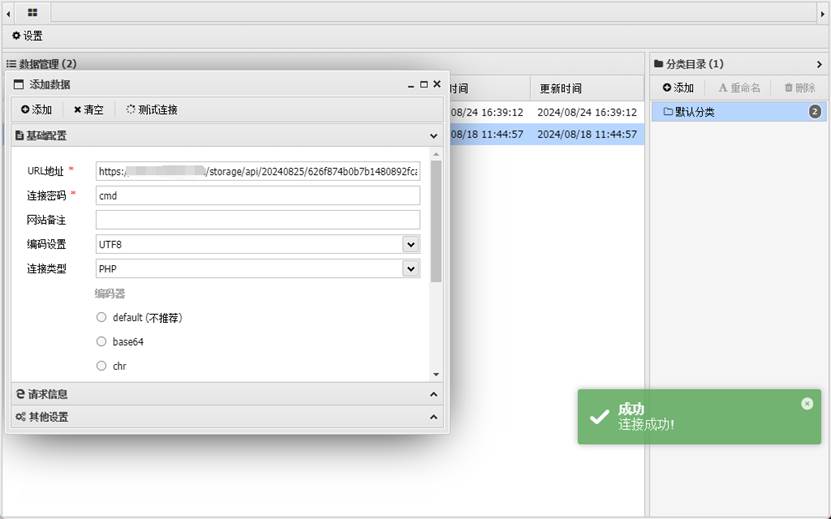 设置
数据管理 (2)
分类目录 (1)
添加数据
时间
更新时间
添加
重命名
删除
08/24 16:39:12
2024/08/24 16:39:12
默认分类
2
添加
清空
测试连接
08/18 11:44:57
2024/08/18 11:44:57
基础配置
URL地址 *
https:/
/storage/api/20240825/626f874b0b7b1480892fca
连接密码 *
cmd
网站备注
编码设置
UTF8
连接类型
PHP
编码器
default (不推荐)
base64
chr
请求信息
其他设置
成功
连接成功!